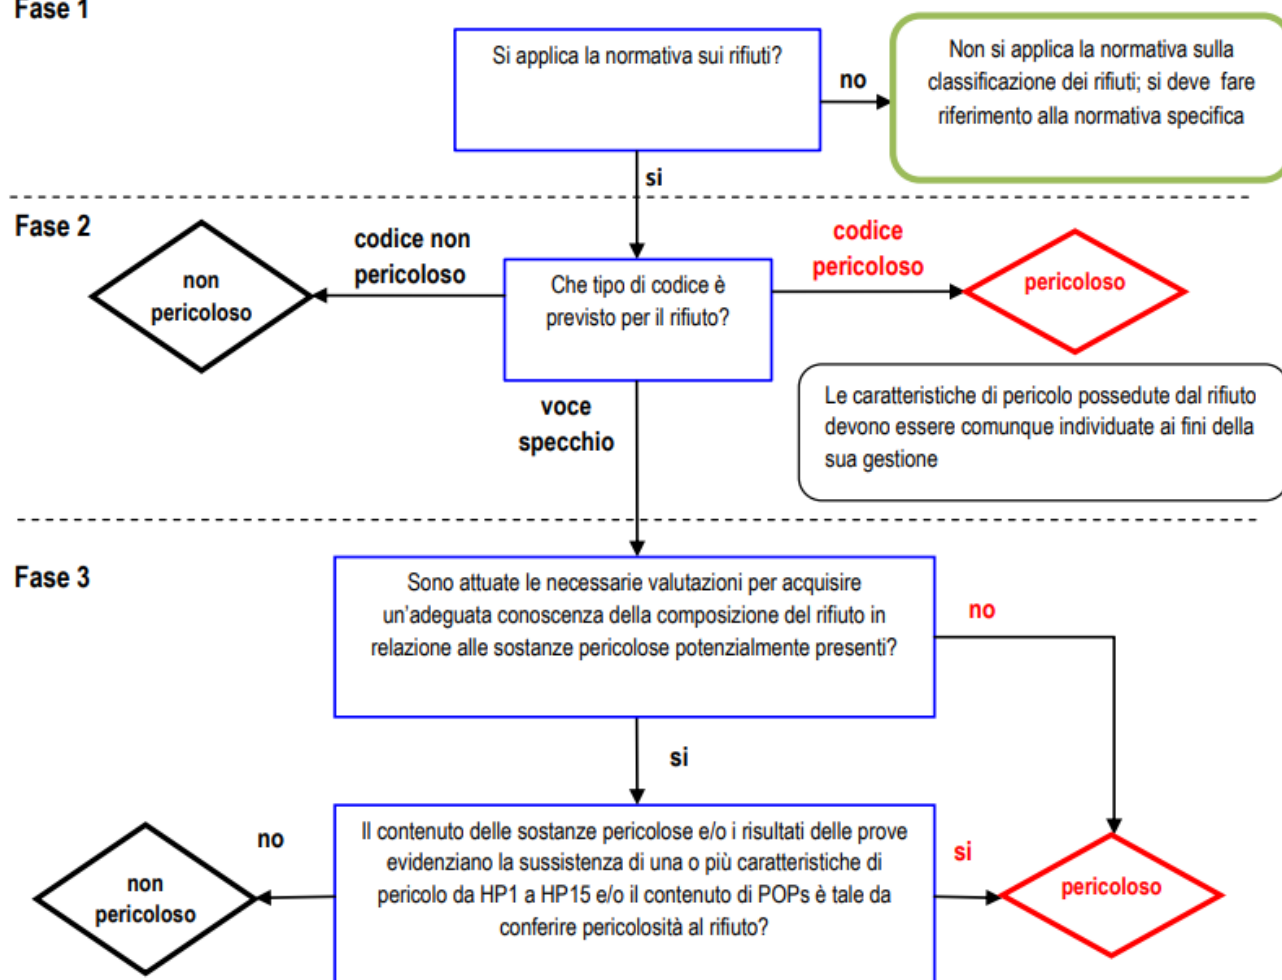 Fase 1
Si applica la normativa sui rifiuti?
no
Non si applica la normativa sulla
classificazione dei rifiuti; si deve fare
riferimento alla normativa specifica
si
Fase 2
non
pericoloso
codice non
pericoloso
Che tipo di codice è
previsto per il rifiuto?
codice
pericoloso
pericoloso
Le caratteristiche di pericolo possedute dal rifiuto
devono essere comunque individuate ai fini della
sua gestione
voce
specchio
Fase 3
Sono attuate le necessarie valutazioni per acquisire
un'adeguata conoscenza della composizione del rifiuto in
relazione alle sostanze pericolose potenzialmente presenti?
no
si
non
pericoloso
no
Il contenuto delle sostanze pericolose e/o i risultati delle prove
evidenziano la sussistenza di una o più caratteristiche di
pericolo da HP1 a HP15 e/o il contenuto di POPs è tale da
conferire pericolosità al rifiuto?
si
pericoloso